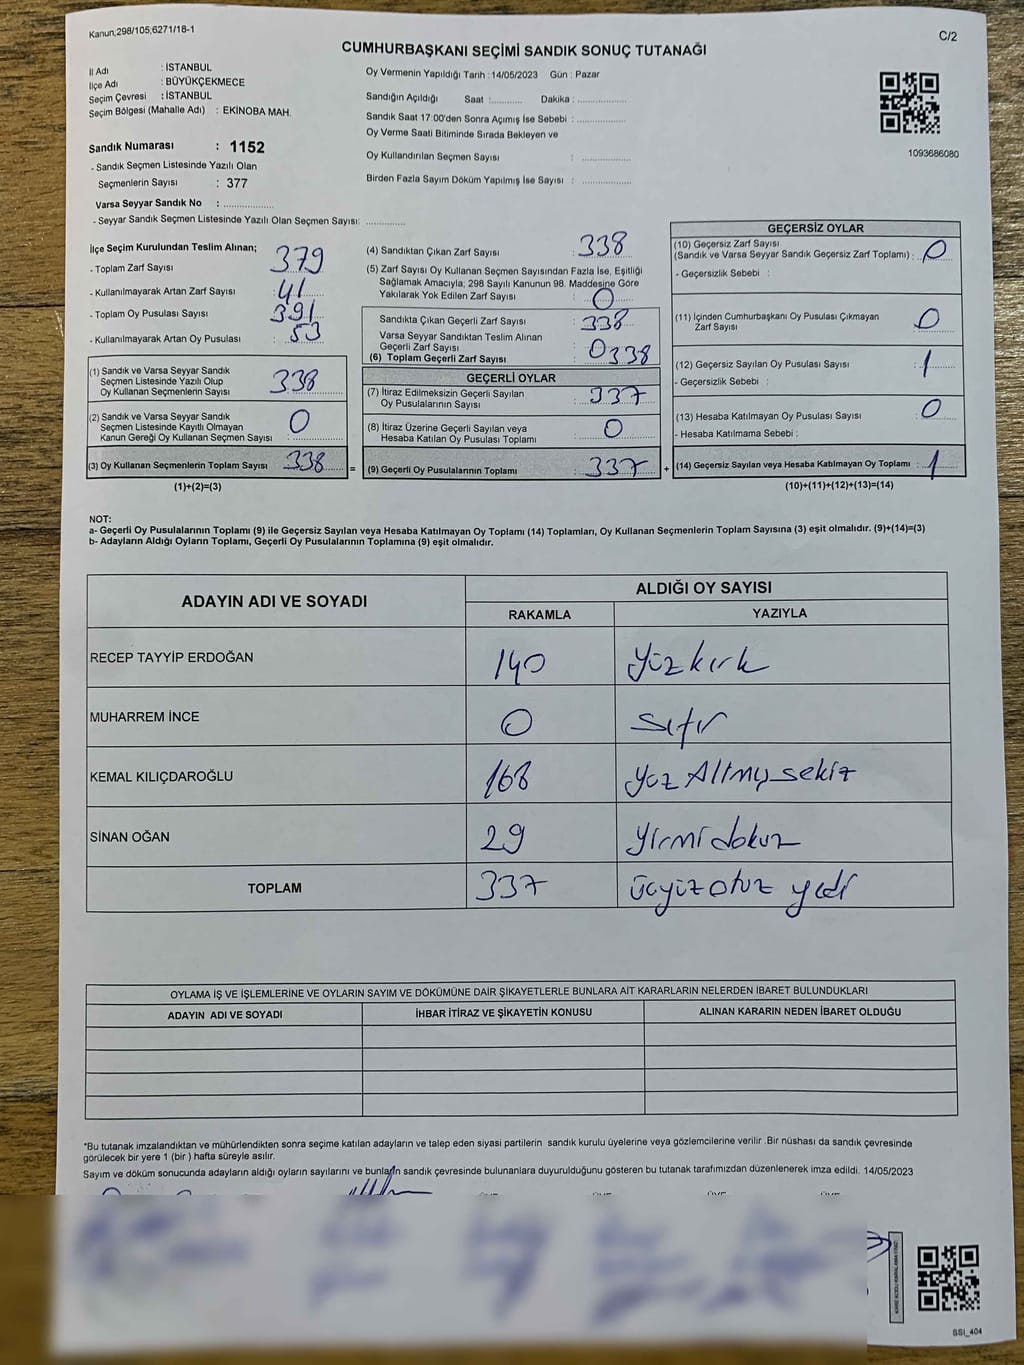 Kanun;298/105;6271/18-1
C/2
CUMHURBAŞKANI SEÇİMİ SANDIK SONUÇ TUTANAĞI
İl Adı : İSTANBUL
İlçe Adı : BÜYÜKÇEKMECE
Seçim Çevresi : İSTANBUL
Seçim Bölgesi (Mahalle Adı) : EKİNOBA MAH.
Sandık Numarası : 1152
- Sandık Seçmen Listesinde Yazılı Olan
Seçmenlerin Sayısı : 377
Varsa Seyyar Sandık No : ..............
- Seyyar Sandık Seçmen Listesinde Yazılı Olan Seçmen Sayısı: ............
Oy Vermenin Yapıldığı Tarih : 14/05/2023 Gün : Pazar
Sandığın Açıldığı Saat :.......... Dakika : ..............
Sandık Saat 17:00'den Sonra Açımış İse Sebebi : ..............
Oy Verme Saati Bitiminde Sırada Bekleyen ve
Oy Kullandırılan Seçmen Sayısı : ..............
Birden Fazla Sayım Döküm Yapılmış İse Sayısı : ..............
1093686080
İlçe Seçim Kurulundan Teslim Alınan;
- Toplam Zarf Sayısı : 379
- Kullanılmayarak Artan Zarf Sayısı : 41
- Toplam Oy Pusulası Sayısı : 391
- Kullanılmayarak Artan Oy Pusulası : 53
(1) Sandık ve Varsa Seyyar Sandık
Seçmen Listesinde Yazılı Olup
Oy Kullanan Seçmenlerin Sayısı : 338
(2) Sandık ve Varsa Seyyar Sandık
Seçmen Listesinde Kayıtlı Olmayan
Kanun Gereği Oy Kullanan Seçmen Sayısı : 0
(3) Oy Kullanan Seçmenlerin Toplam Sayısı : 338
(1)+(2)=(3)
=
(4) Sandıktan Çıkan Zarf Sayısı : 338
(5) Zarf Sayısı Oy Kullanan Seçmen Sayısından Fazla İse, Eşitliği
Sağlamak Amacıyla; 298 Sayılı Kanunun 98. Maddesine Göre
Yakılarak Yok Edilen Zarf Sayısı : 0
Sandıkta Çıkan Geçerli Zarf Sayısı : 338
Varsa Seyyar Sandıktan Teslim Alınan
Geçerli Zarf Sayısı : 0
(6) Toplam Geçerli Zarf Sayısı : 338
GEÇERLİ OYLAR
(7) İtiraz Edilmeksizin Geçerli Sayılan
Oy Pusulalarının Sayısı : 337
(8) İtiraz Üzerine Geçerli Sayılan veya
Hesaba Katılan Oy Pusulası Toplamı : 0
(9) Geçerli Oy Pusulalarının Toplamı : 337
+
GEÇERSİZ OYLAR
(10) Geçersiz Zarf Sayısı
(Sandık ve Varsa Seyyar Sandık Geçersiz Zarf Toplamı) : 0
- Geçersizlik Sebebi :
(11) İçinden Cumhurbaşkanı Oy Pusulası Çıkmayan
Zarf Sayısı : 0
(12) Geçersiz Sayılan Oy Pusulası Sayısı : 1
- Geçersizlik Sebebi :
(13) Hesaba Katılmayan Oy Pusulası Sayısı : 0
- Hesaba Katılmama Sebebi :
(14) Geçersiz Sayılan veya Hesaba Katılmayan Oy Toplamı : 1
(10)+(11)+(12)+(13)=(14)
NOT:
a- Geçerli Oy Pusulalarının Toplamı (9) ile Geçersiz Sayılan veya Hesaba Katılmayan Oy Toplamı (14) Toplamları, Oy Kullanan Seçmenlerin Toplam Sayısına (3) eşit olmalıdır. (9)+(14)=(3)
b- Adayların Aldığı Oyların Toplamı, Geçerli Oy Pusulalarının Toplamına (9) eşit olmalıdır.
ADAYIN ADI VE SOYADI
ALDIĞI OY SAYISI
RAKAMLA YAZIYLA
RECEP TAYYİP ERDOĞAN 140 Yüzkırk
MUHARREM İNCE 0 Sıfır
KEMAL KILIÇDAROĞLU 168 Yüz Altmış sekiz
SİNAN OĞAN 29 Yirmidokuz
TOPLAM 337 Üçyüzotuz yedi
OYLAMA İŞ VE İŞLEMLERİNE VE OYLARIN SAYIM VE DÖKÜMÜNE DAİR ŞİKAYETLERLE BUNLARA AİT KARARLARIN NELERDEN İBARET BULUNDUKLARI
ADAYIN ADI VE SOYADI İHBAR İTİRAZ VE ŞİKAYETİN KONUSU ALINAN KARARIN NEDEN İBARET OLDUĞU
*Bu tutanak imzalandıktan ve mühürlendikten sonra seçime katılan adayların ve talep eden siyasi partilerin sandık kurulu üyelerine veya gözlemcilerine verilir .Bir nüshası da sandık çevresinde
görülecek bir yere 1 (bir ) hafta süreyle asılır.
Sayım ve döküm sonucunda adayların aldığı oyların sayılarını ve bunların sandık çevresinde bulunanlara duyurulduğunu gösteren bu tutanak tarafımızdan düzenlenerek imza edildi. 14/05/2023
SSI_404